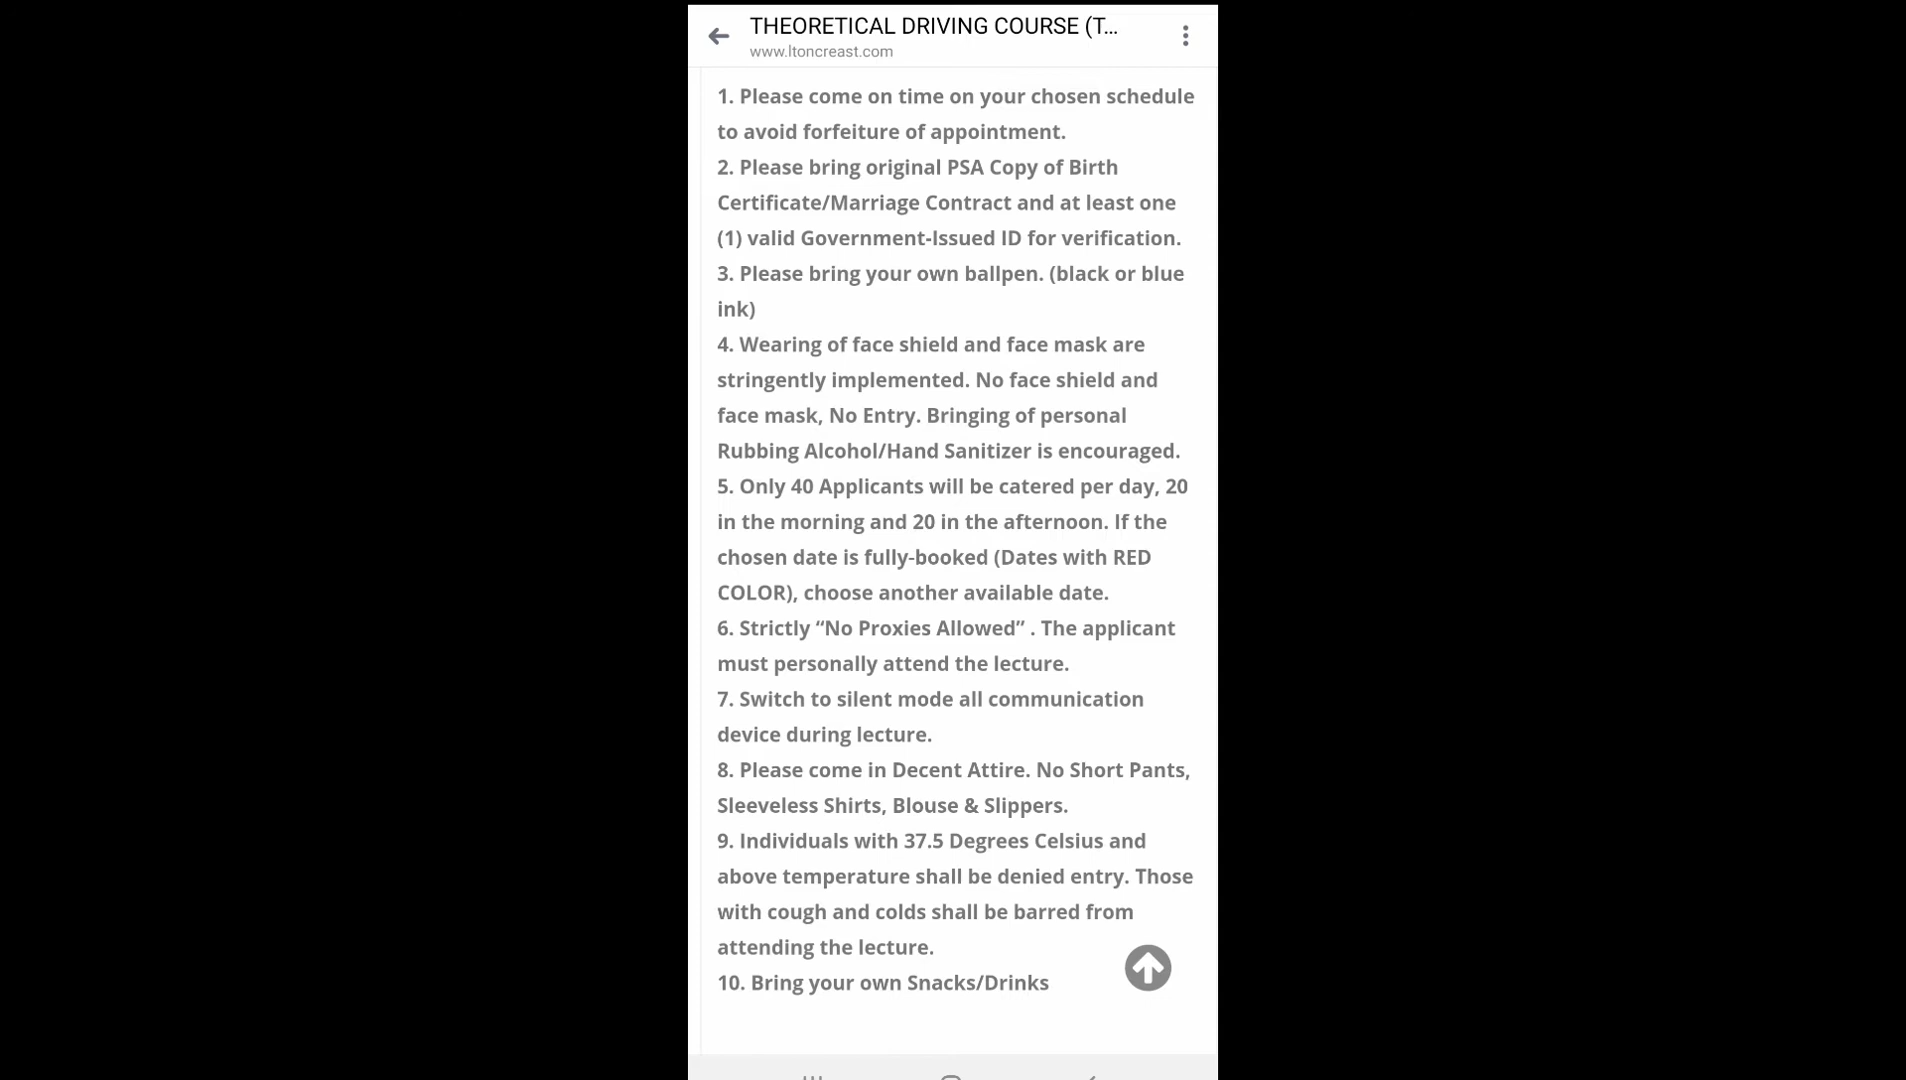 THEORETICAL DRIVING COURSE (T...
www.ltoncreast.com
1. Please come on time on your chosen schedule
to avoid forfeiture of appointment.
2. Please bring original PSA Copy of Birth
Certificate/Marriage Contract and at least one
(1) valid Government-Issued ID for verification.
3. Please bring your own ballpen. (black or blue
ink)
4. Wearing of face shield and face mask are
stringently implemented. No face shield and
face mask, No Entry. Bringing of personal
Rubbing Alcohol/Hand Sanitizer is encouraged.
5. Only 40 Applicants will be catered per day, 20
in the morning and 20 in the afternoon. If the
chosen date is fully-booked (Dates with RED
COLOR), choose another available date.
6. Strictly “No Proxies Allowed” . The applicant
must personally attend the lecture.
7. Switch to silent mode all communication
device during lecture.
8. Please come in Decent Attire. No Short Pants,
Sleeveless Shirts, Blouse & Slippers.
9. Individuals with 37.5 Degrees Celsius and
above temperature shall be denied entry. Those
with cough and colds shall be barred from
attending the lecture.
10. Bring your own Snacks/Drinks